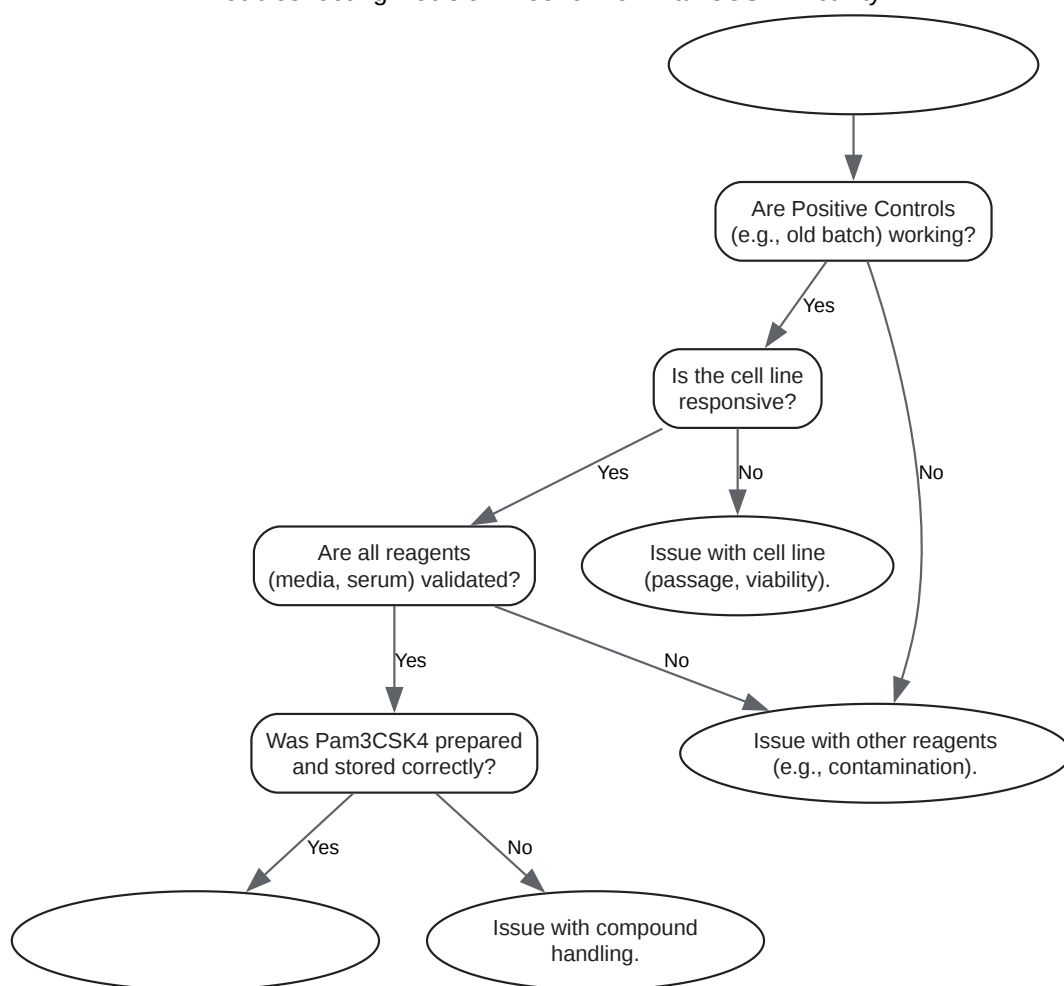 Are Positive Controls
(e.g., old batch) working?
Yes
Is the cell line
responsive?
Yes
No
No
Are all reagents
(media, serum) validated?
Issue with cell line
(passage, viability).
Yes
No
Was Pam3CSK4 prepared
and stored correctly?
Issue with other reagents
(e.g., contamination).
Yes
No
Issue with compound
handling.